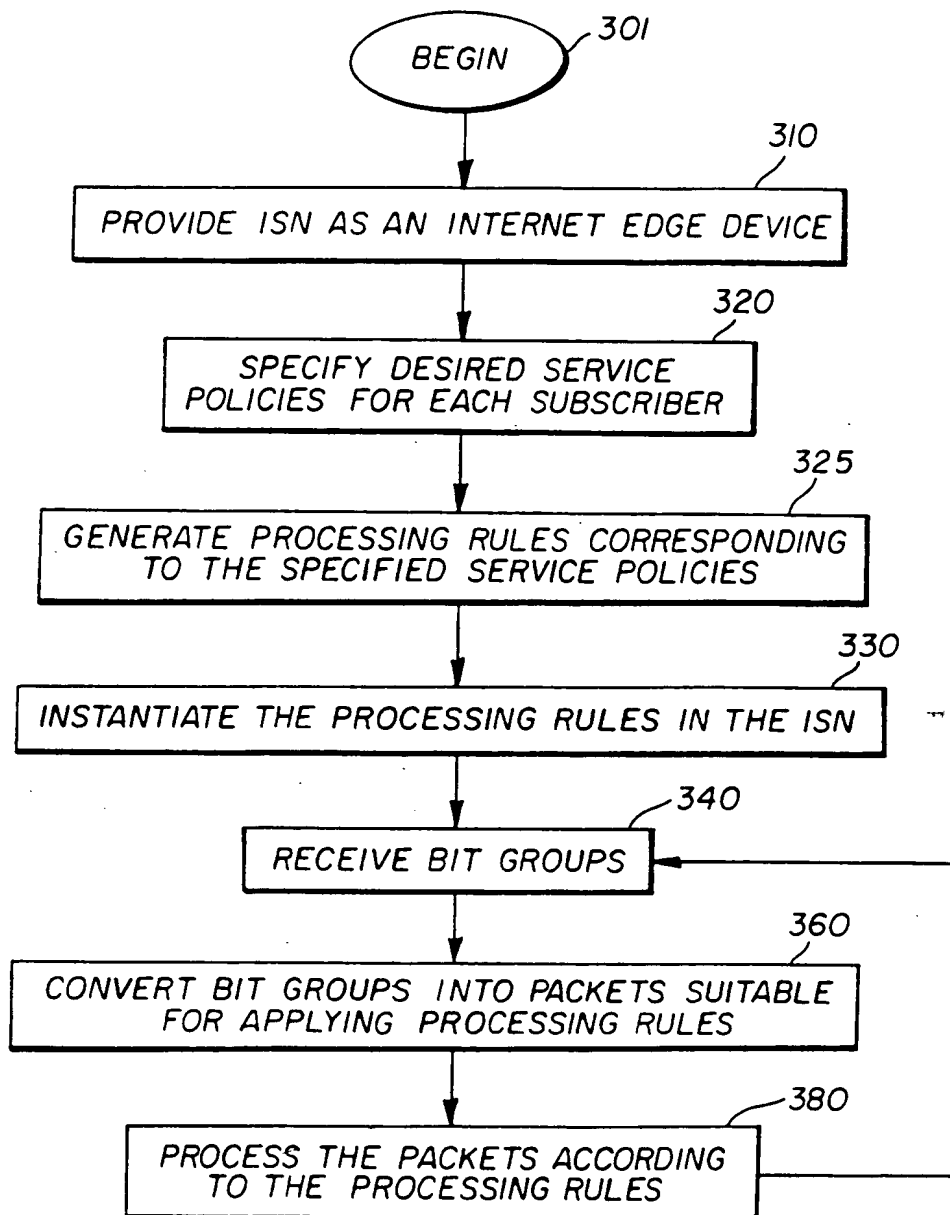 BEGIN
301
310
PROVIDE ISN AS AN INTERNET EDGE DEVICE
320
SPECIFY DESIRED SERVICE
POLICIES FOR EACH SUBSCRIBER
325
GENERATE PROCESSING RULES CORRESPONDING
TO THE SPECIFIED SERVICE POLICIES
330
INSTANTIATE THE PROCESSING RULES IN THE ISN
340
RECEIVE BIT GROUPS
360
CONVERT BIT GROUPS INTO PACKETS SUITABLE
FOR APPLYING PROCESSING RULES
380
PROCESS THE PACKETS ACCORDING
TO THE PROCESSING RULES